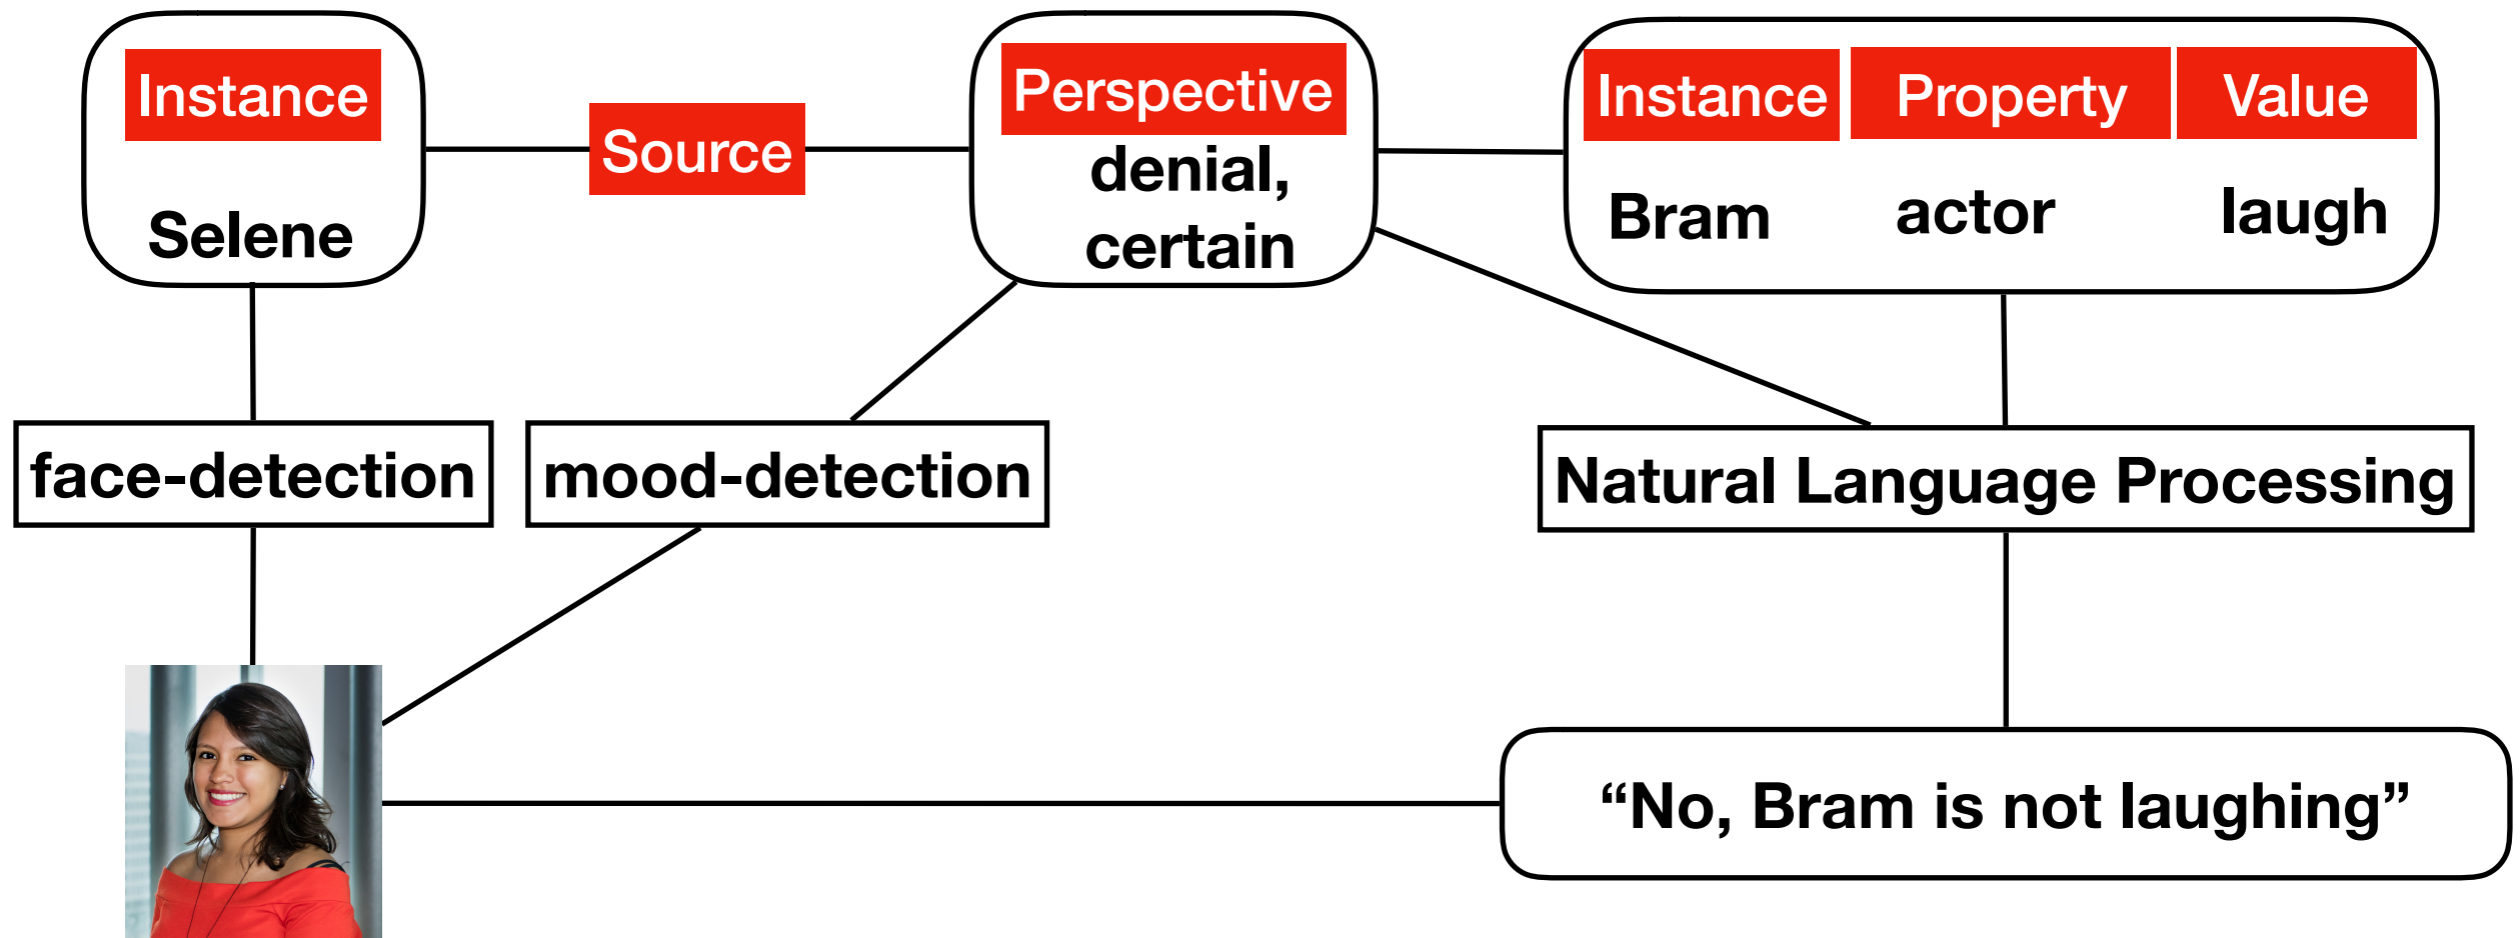 Instance
Selene
Source
Perspective
denial,
certain
Instance Property Value
Bram actor laugh
face-detection
mood-detection
Natural Language Processing
“No, Bram is not laughing”